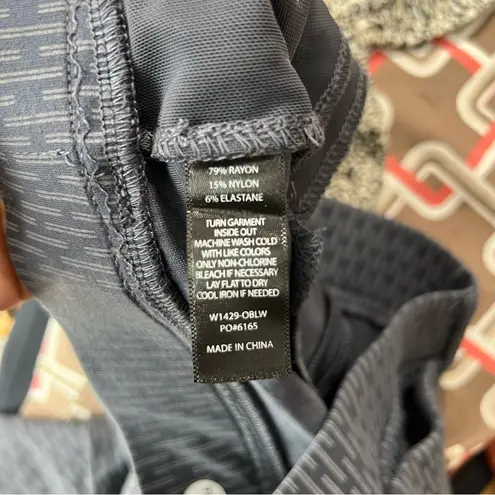 79% RAYON
15% NYLON
6% ELASTANE
TURN GARMENT
INSIDE OUT
MACHINE WASH COLD
WITH LIKE COLORS
ONLY NON-CHLORINE
BLEACH IF NECESSARY
LAY FLAT TO DRY
COOL IRON IF NEEDED
W1429-OBLW
PO#6165
MADE IN CHINA